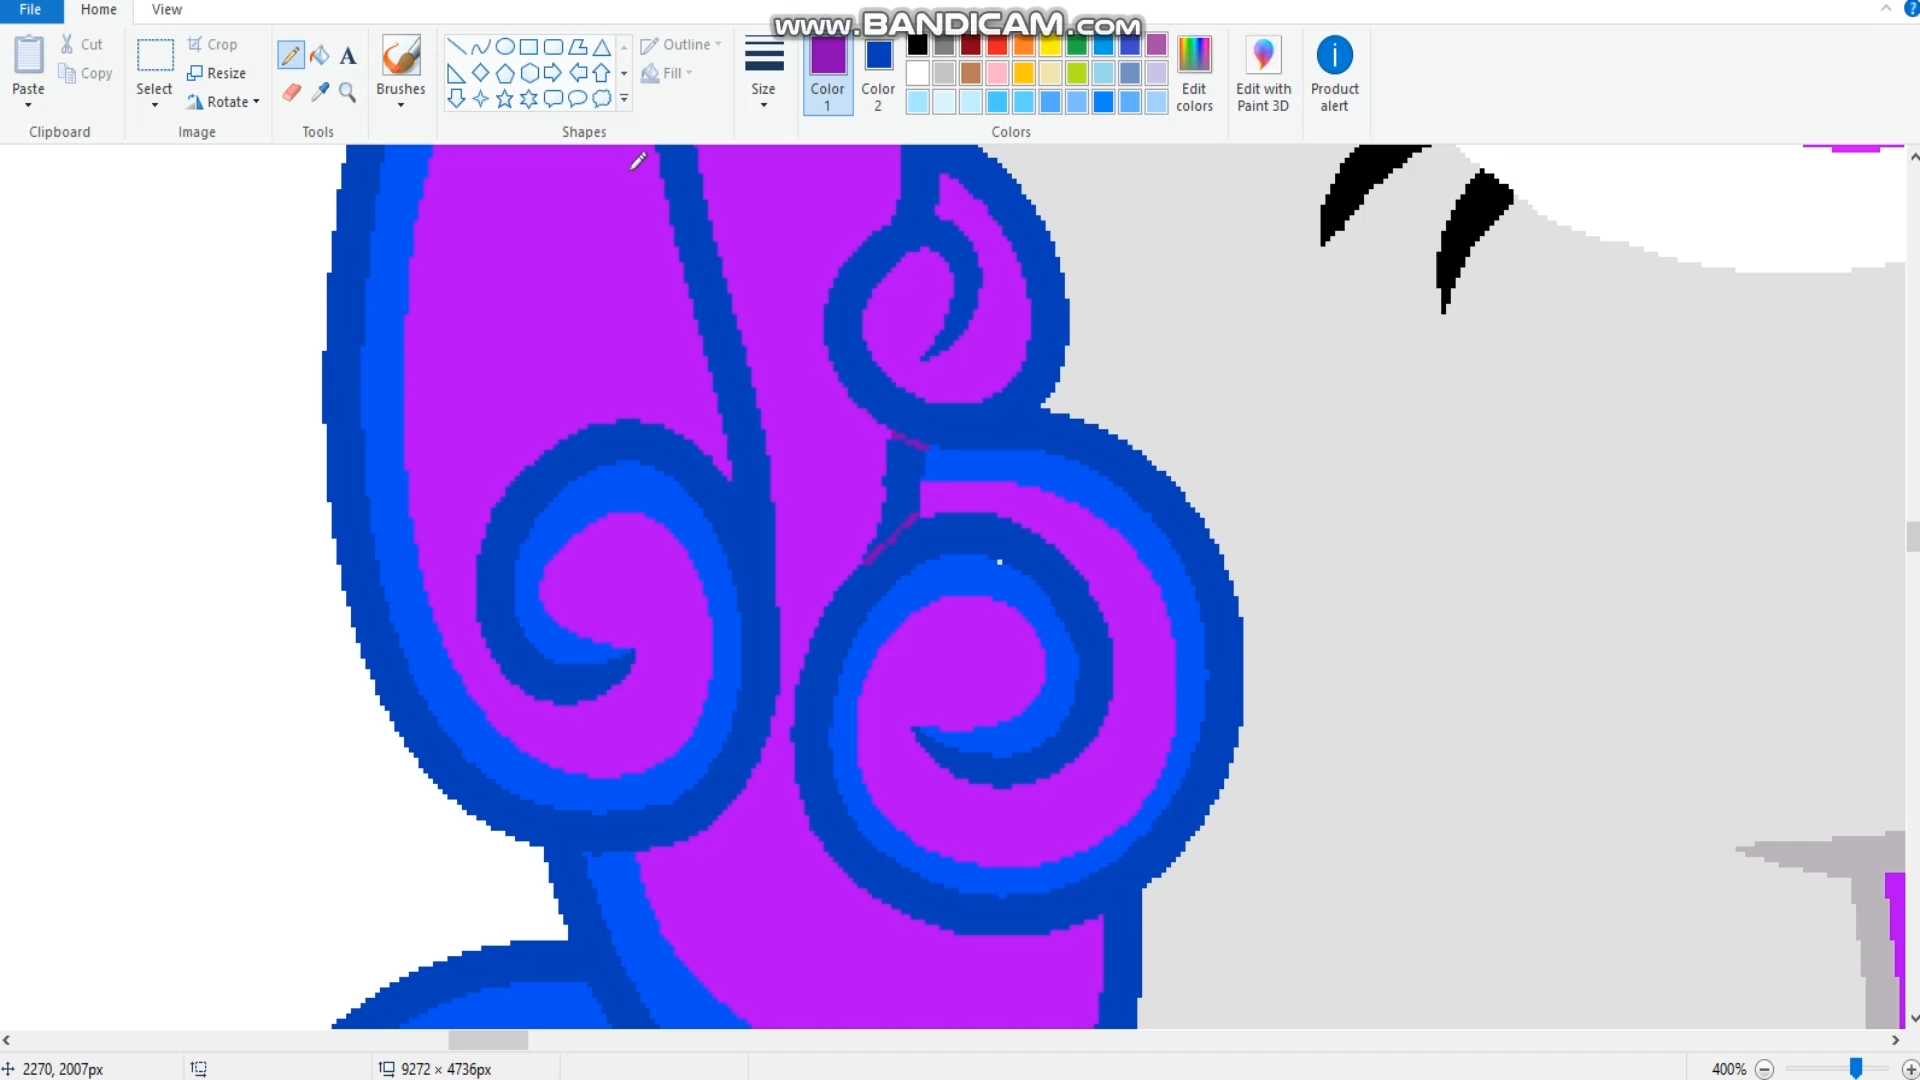 File Home View
www.BANDICAM.com
Paste
Cut
Copy
Clipboard
Select
Crop
Resize
Rotate
Image
A
Tools
Brushes
Outline
Fill
Shapes
Size
Color
1
Color
2
Edit
colors
Colors
Edit with
Paint 3D
Product
alert
2270, 2007px
9272 × 4736px
400%